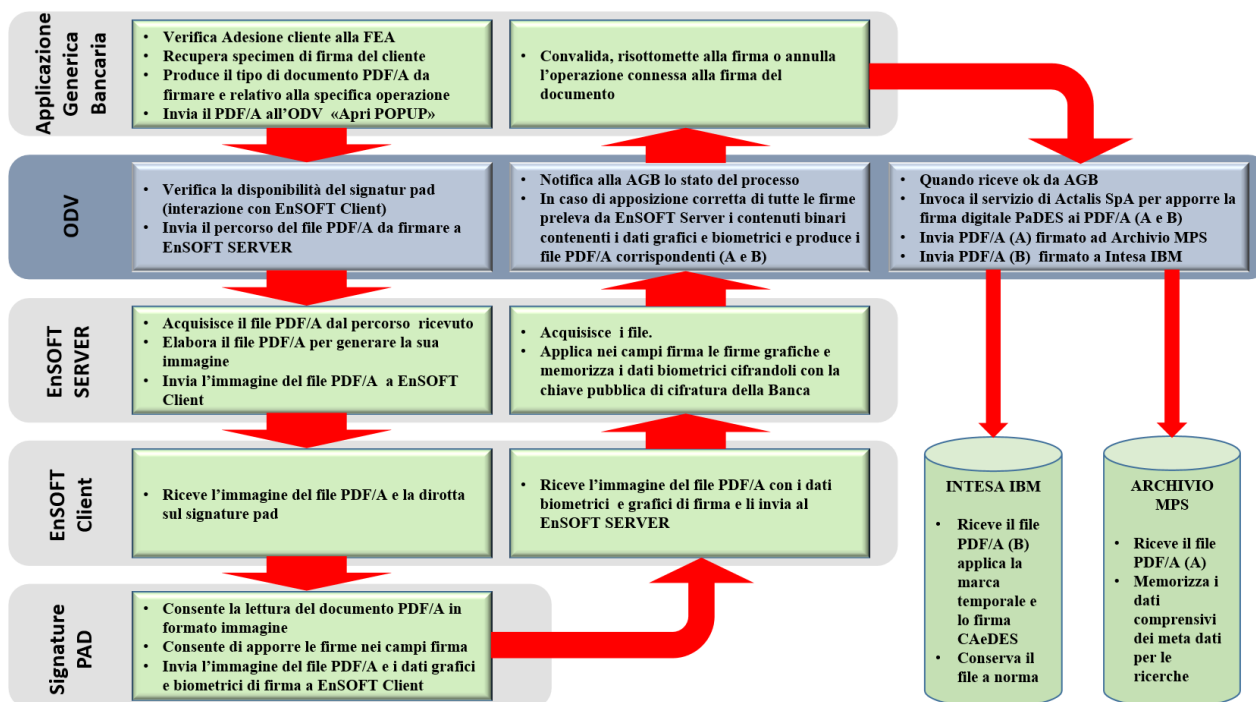 Applicazione
Generica
Bancaria
• Verifica Adesione cliente alla FEA
• Recupera specimen di firma del cliente
• Produce il tipo di documento PDF/A da
firmare e relativo alla specifica operazione
• Invia il PDF/A all’ODV «Apri POPUP»
• Convalida, risottomette alla firma o annulla
l’operazione connessa alla firma del
documento
ODV
• Verifica la disponibilità del signatur pad
(interazione con EnSOFT Client)
• Invia il percorso del file PDF/A da firmare a
EnSOFT SERVER
• Notifica alla AGB lo stato del processo
• In caso di apposizione corretta di tutte le firme
preleva da EnSOFT Server i contenuti binari
contenenti i dati grafici e biometrici e produce i
file PDF/A corrispondenti (A e B)
• Quando riceve ok da AGB
• Invoca il servizio di Actalis SpA per apporre la
firma digitale PaDES ai PDF/A (A e B)
• Invia PDF/A (A) firmato ad Archivio MPS
• Invia PDF/A (B) firmato a Intesa IBM
EnSOFT
SERVER
• Acquisisce il file PDF/A dal percorso ricevuto
• Elabora il file PDF/A per generare la sua
immagine
• Invia l’immagine del file PDF/A a EnSOFT
Client
• Acquisisce i file.
• Applica nei campi firma le firme grafiche e
memorizza i dati biometrici cifrandoli con la
chiave pubblica di cifratura della Banca
EnSOFT
Client
• Riceve l’immagine del file PDF/A e la dirotta
sul signature pad
• Riceve l’immagine del file PDF/A con i dati
biometrici e grafici di firma e li invia al
EnSOFT SERVER
Signature
PAD
• Consente la lettura del documento PDF/A in
formato immagine
• Consente di apporre le firme nei campi firma
• Invia l’immagine del file PDF/A e i dati grafici
e biometrici di firma a EnSOFT Client
INTESA IBM
• Riceve il file
PDF/A (B)
applica la
marca
temporale e
lo firma
CAeDES
• Conserva il
file a norma
ARCHIVIO
MPS
• Riceve il file
PDF/A (A)
• Memorizza i
dati
comprensivi
dei meta dati
per le
ricerche